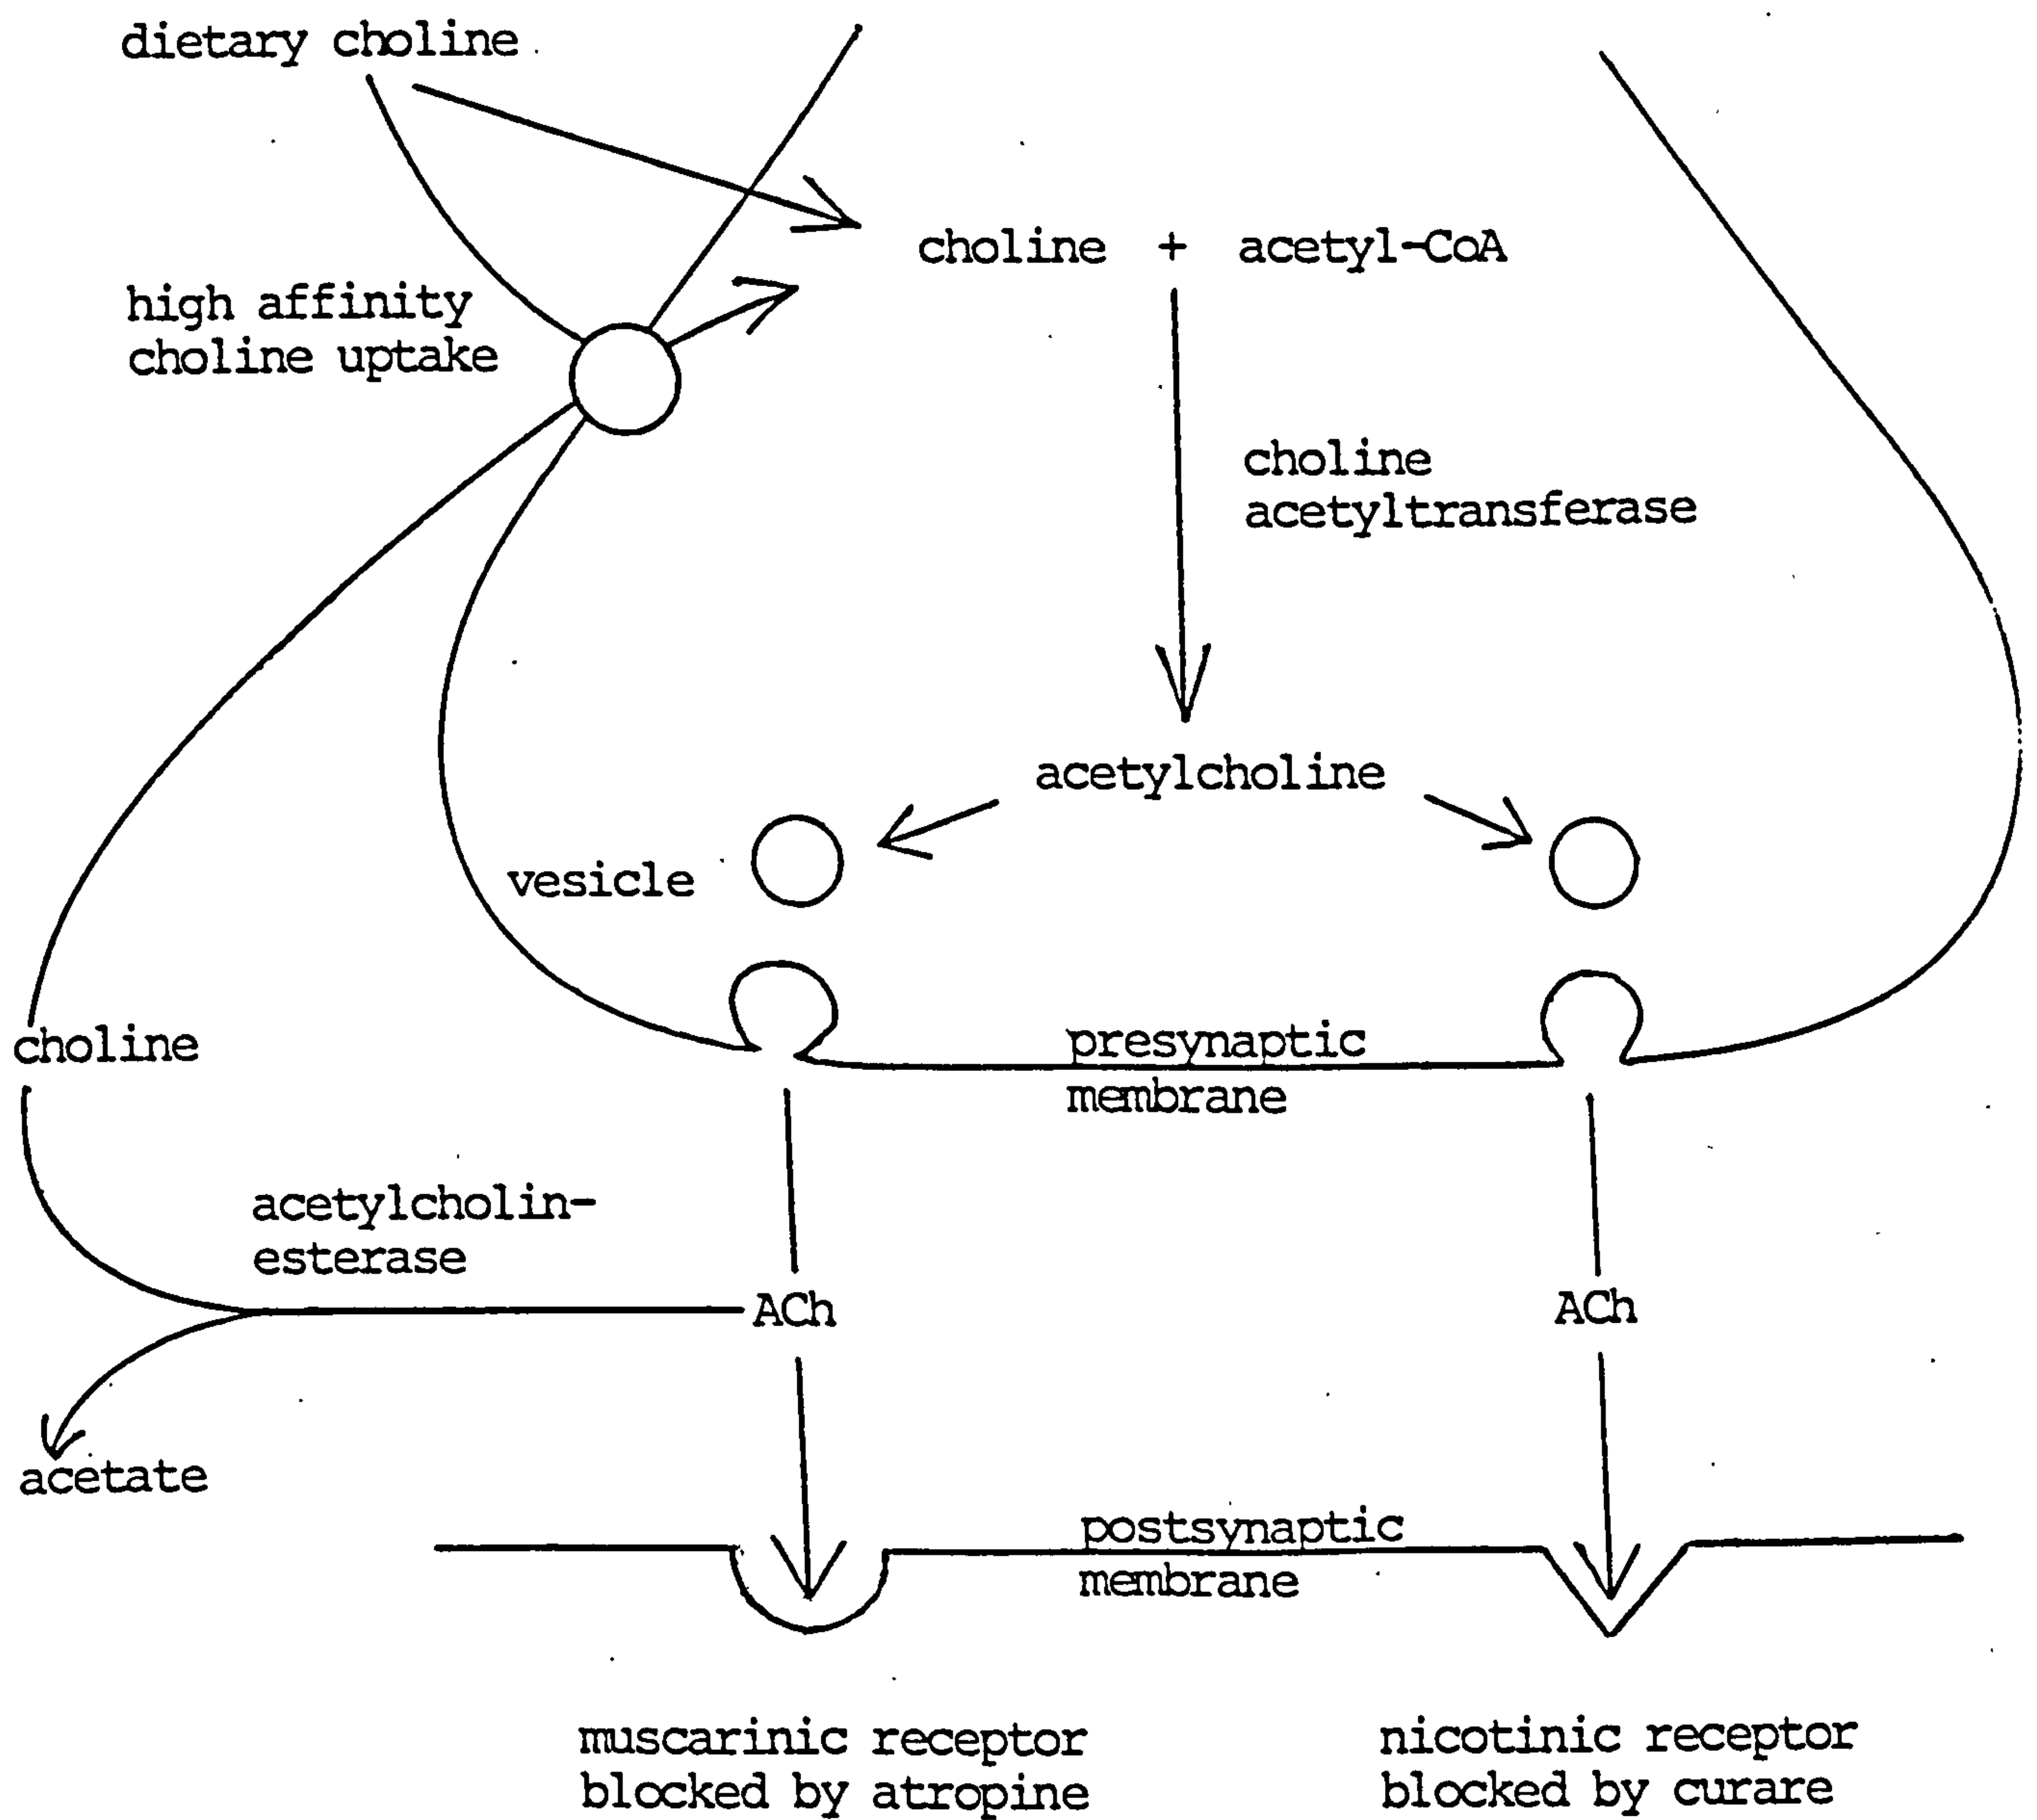 dietary choline
choline + acetyl-CoA
high affinity
choline uptake
choline
acetyltransferase
acetylcholine
vesicle
presynaptic
membrane
choline
acetylcholin-
esterase
ACh
ACh
acetate
postsynaptic
membrane
muscarinic receptor
blocked by atropine
nicotinic receptor
blocked by curare